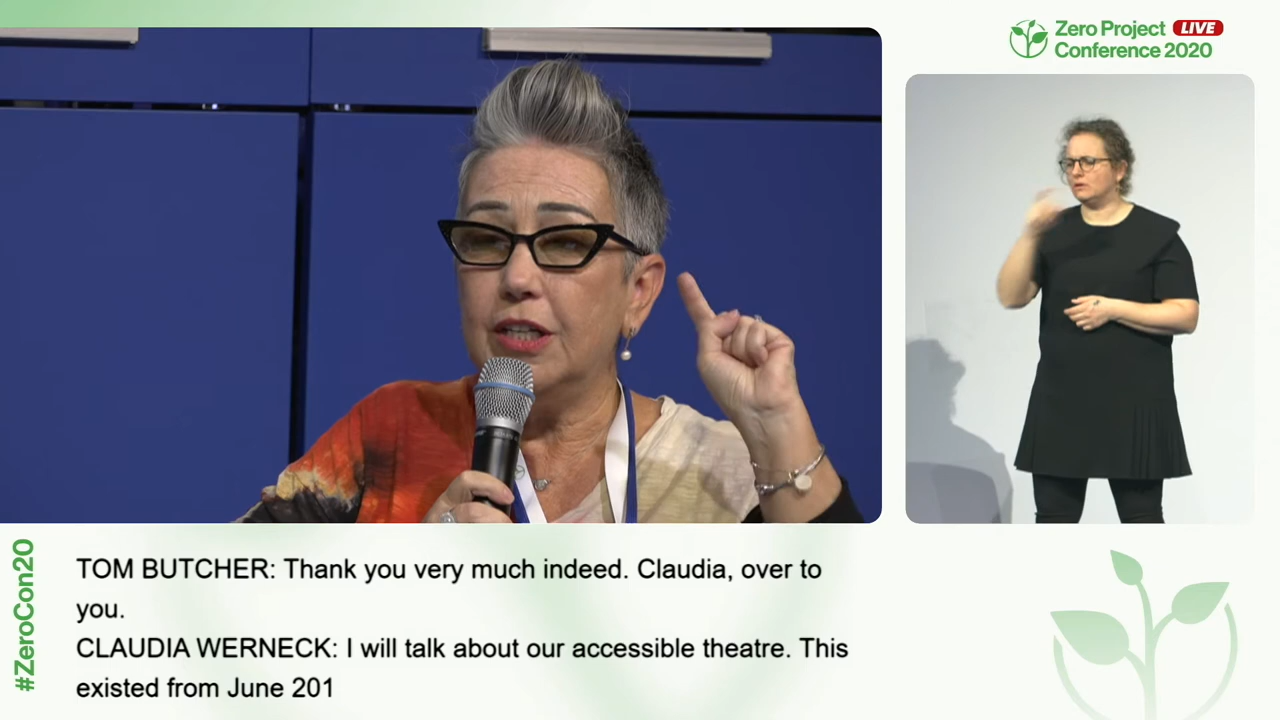 Zero Project LIVE
Conference 2020
#ZeroCon20
TOM BUTCHER: Thank you very much indeed. Claudia, over to
you.
CLAUDIA WERNECK: I will talk about our accessible theatre. This
existed from June 201